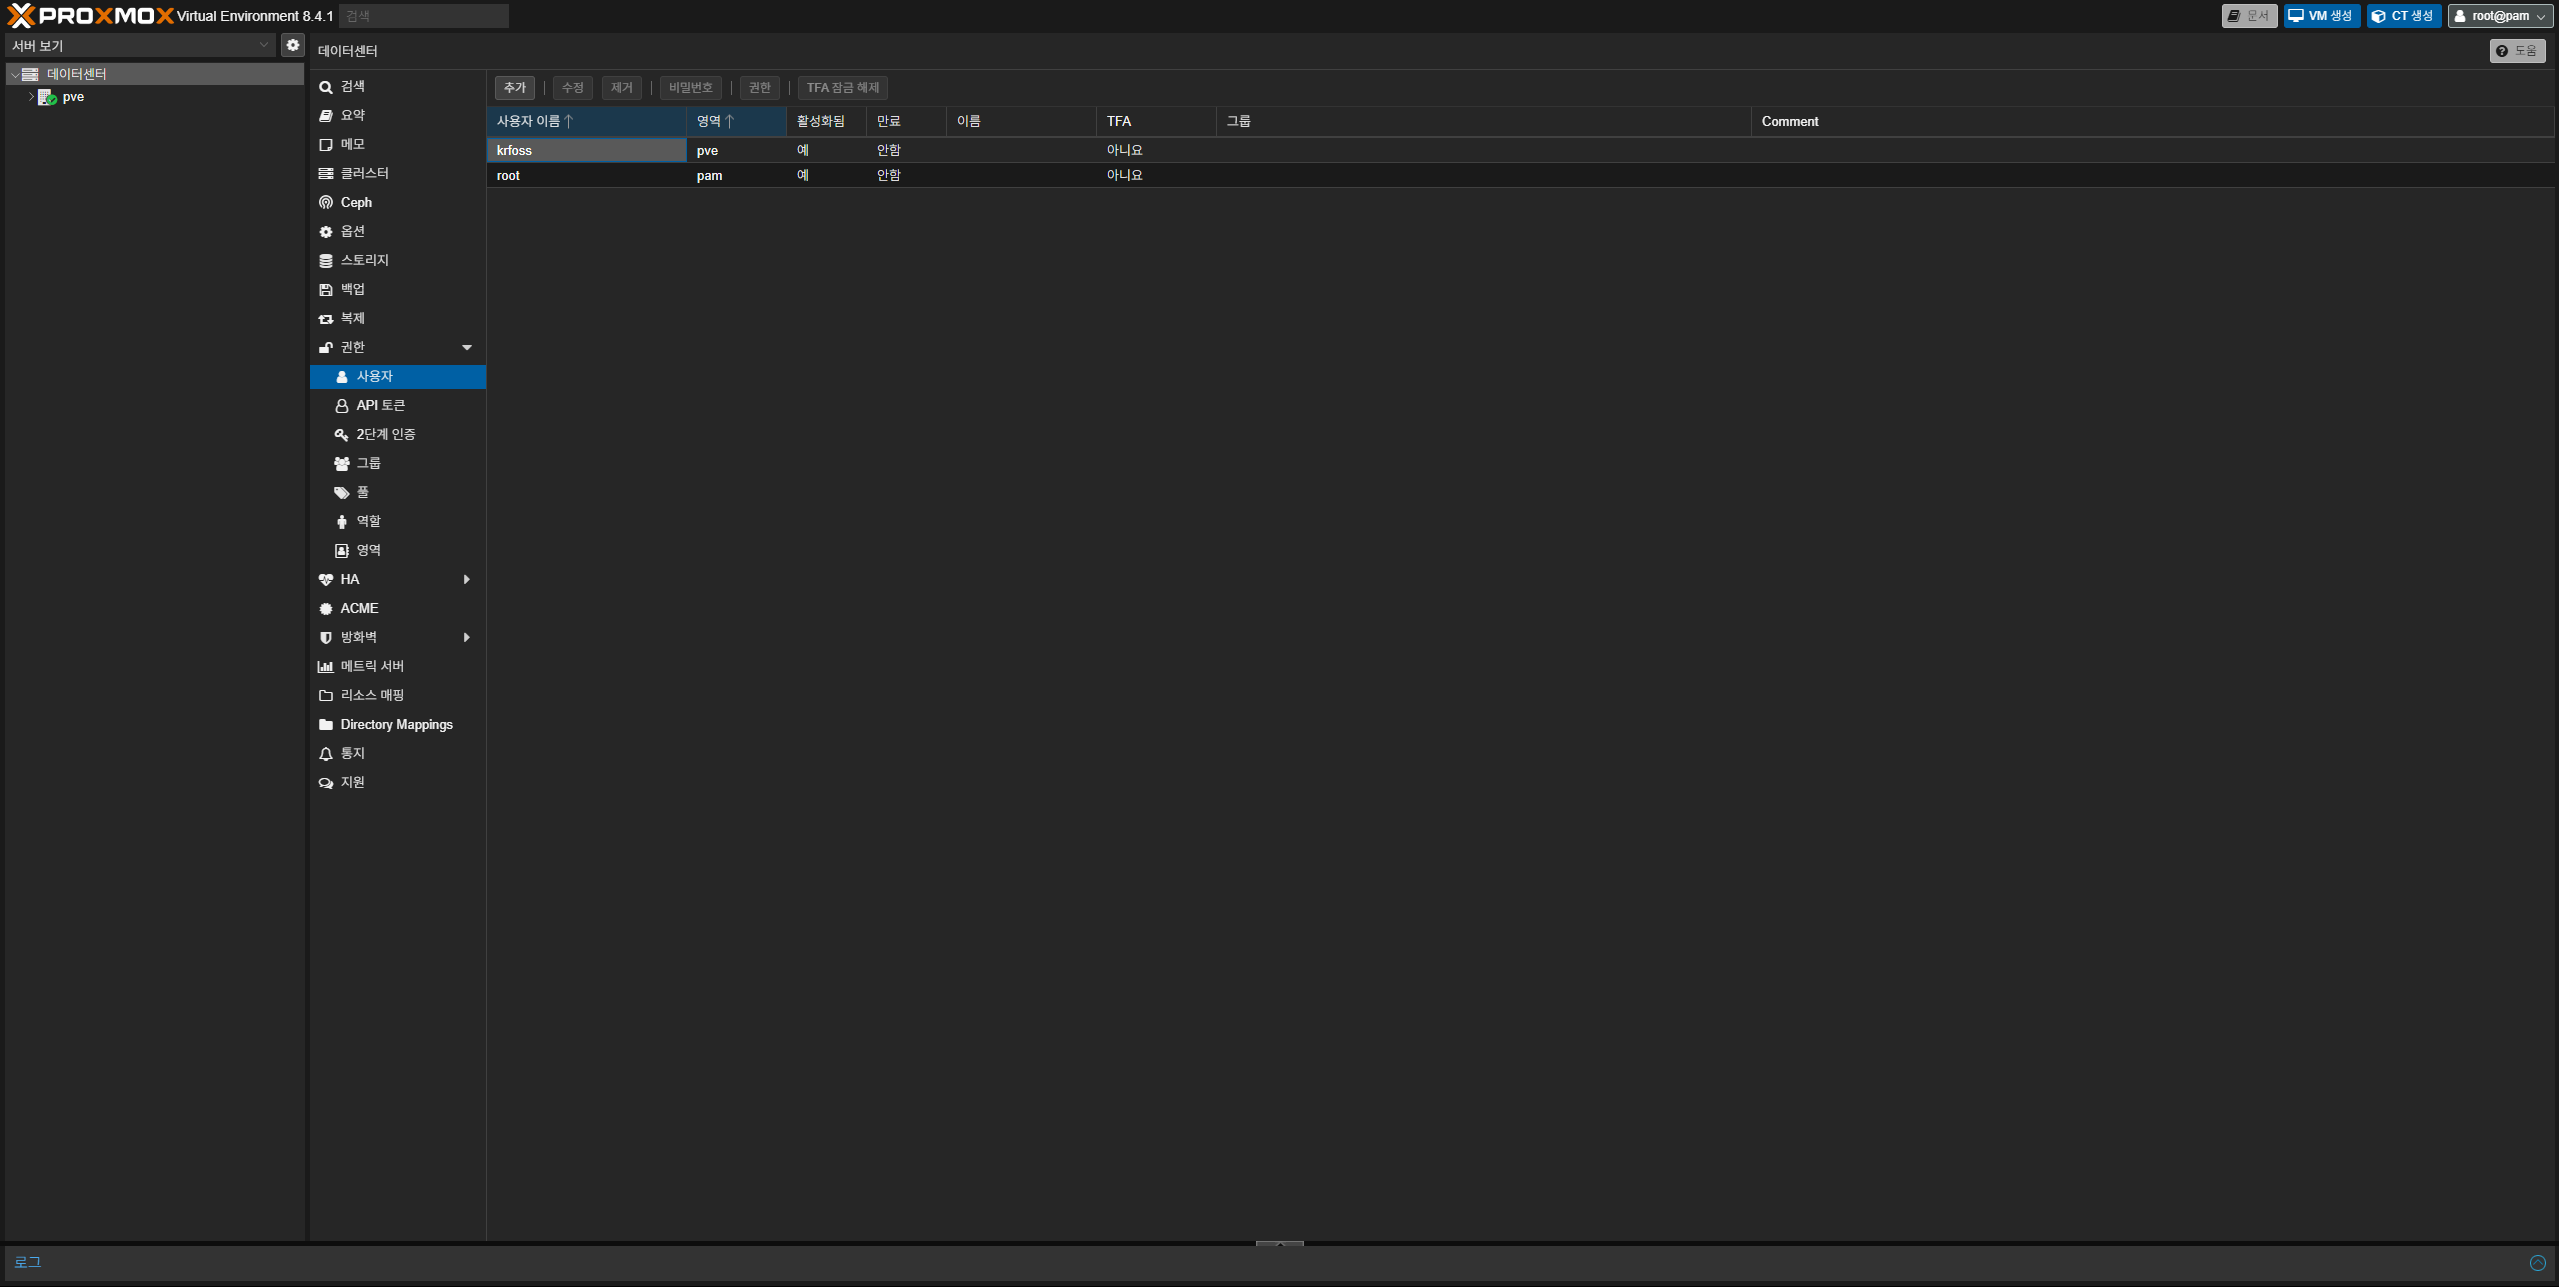 PROXMOX Virtual Environment 8.4.1 검색 문서 VM 생성 CT 생성 root@pam
서버 보기
데이터센터
pve
데이터센터 도움
검색
요약
메모
클러스터
Ceph
옵션
스토리지
백업
복제
권한
사용자
API 토큰
2단계 인증
그룹
풀
역할
영역
HA
ACME
방화벽
메트릭 서버
리소스 매핑
Directory Mappings
통지
지원
추가 수정 제거 비밀번호 권한 TFA 잠금 해제
사용자 이름 영역 활성화됨 만료 이름 TFA 그룹 Comment
krfoss pve 예 안함 아니요
root pam 예 안함 아니요
로그